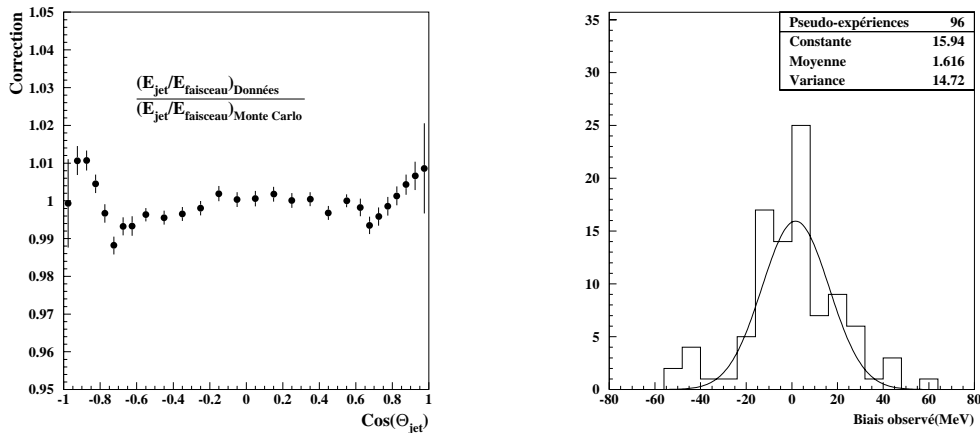 Correction
1.05
1.04
1.03
1.02
1.01
1
0.99
0.98
0.97
0.96
0.95
(E_jet/E_faisceau)_Données
(E_jet/E_faisceau)_Monte Carlo
-1 -0.8 -0.6 -0.4 -0.2 0 0.2 0.4 0.6 0.8 1
Cos(Θ_jet)
35
30
25
20
15
10
5
0
Pseudo-expériences 96
Constante 15.94
Moyenne 1.616
Variance 14.72
-80 -60 -40 -20 0 20 40 60 80
Biais observé(MeV)